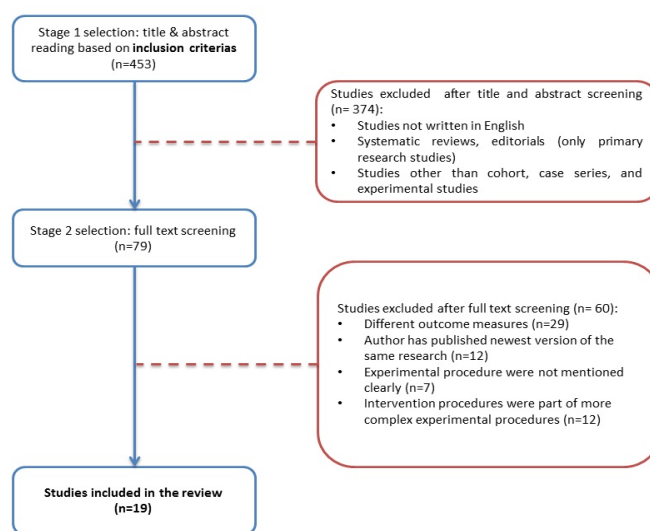 Stage 1 selection: title & abstract
reading based on inclusion criterias
(n=453)
Studies excluded after title and abstract screening
(n= 374):
• Studies not written in English
• Systematic reviews, editorials (only primary
research studies)
• Studies other than cohort, case series, and
experimental studies
Stage 2 selection: full text screening
(n=79)
Studies excluded after full text screening (n= 60):
• Different outcome measures (n=29)
• Author has published newest version of the
same research (n=12)
• Experimental procedure were not mentioned
clearly (n=7)
• Intervention procedures were part of more
complex experimental procedures (n=12)
Studies included in the review
(n=19)